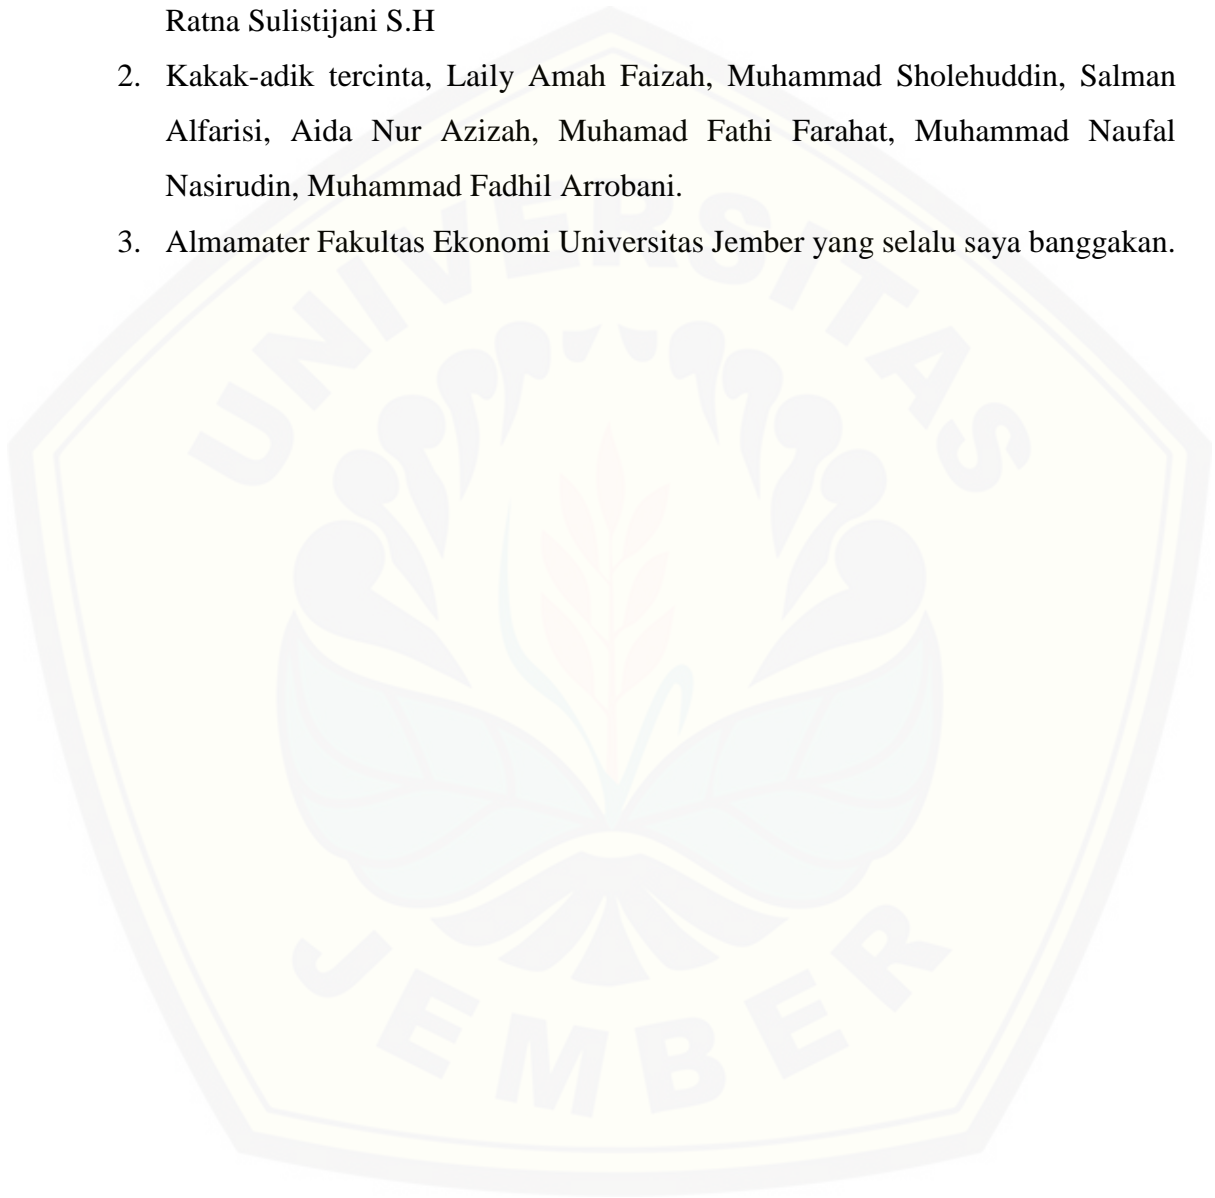 Ratna Sulistijani S.H
2. Kakak-adik tercinta, Laily Amah Faizah, Muhammad Sholehuddin, Salman
Alfarisi, Aida Nur Azizah, Muhamad Fathi Farahat, Muhammad Naufal
Nasirudin, Muhammad Fadhil Arrobani.
3. Almamater Fakultas Ekonomi Universitas Jember yang selalu saya banggakan.
UNIVERSITAS
JEMBER